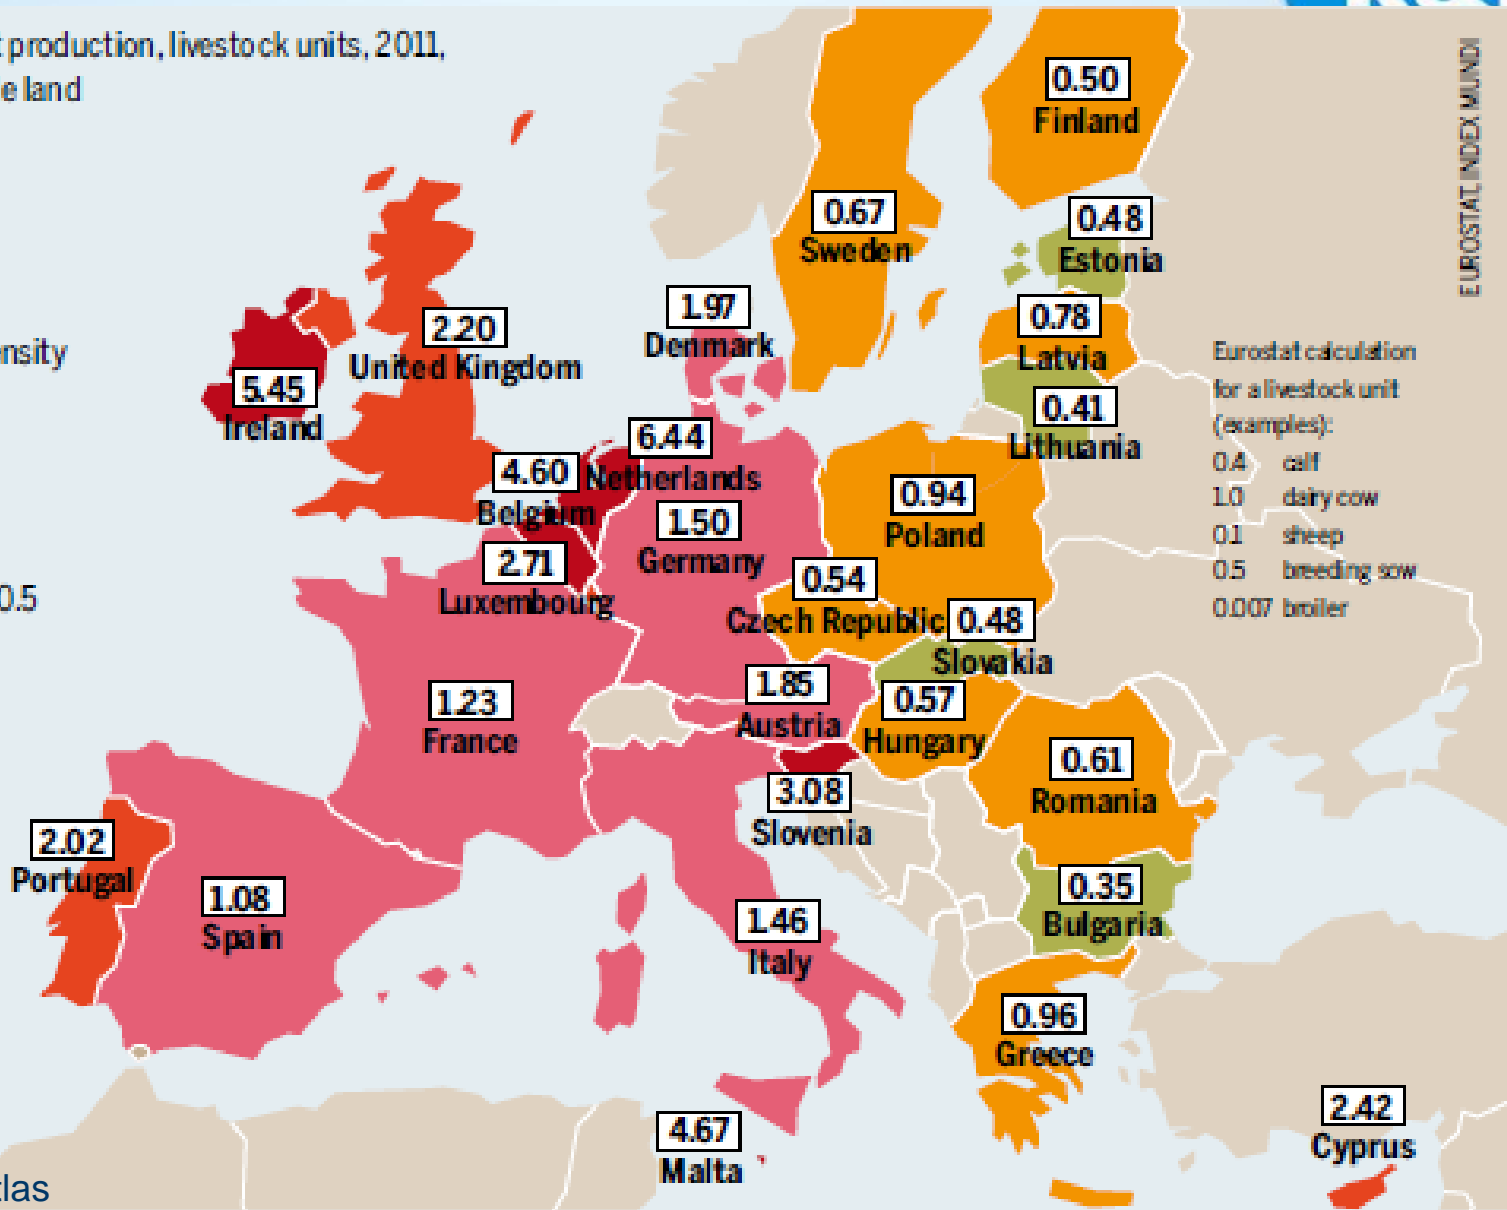 t production, livestock units, 2011,
e land
EUROSTAT, INDEX MUNDI
0.50
Finland
0.67
Sweden
0.48
Estonia
1.97
Denmark
0.78
Latvia
2.20
United Kingdom
ensity
5.45
Ireland
0.41
Lithuania
Eurostat calculation
for a livestock unit
(examples):
0.4 calf
1.0 dairy cow
0.1 sheep
0.5 breeding sow
0.007 broiler
6.44
Netherlands
4.60
Belgium
1.50
Germany
0.94
Poland
2.71
Luxembourg
0.54
Czech Republic
0.5
0.48
Slovakia
1.85
Austria
0.57
Hungary
1.23
France
3.08
Slovenia
0.61
Romania
2.02
Portugal
1.08
Spain
0.35
Bulgaria
1.46
Italy
0.96
Greece
4.67
Malta
2.42
Cyprus
tlas